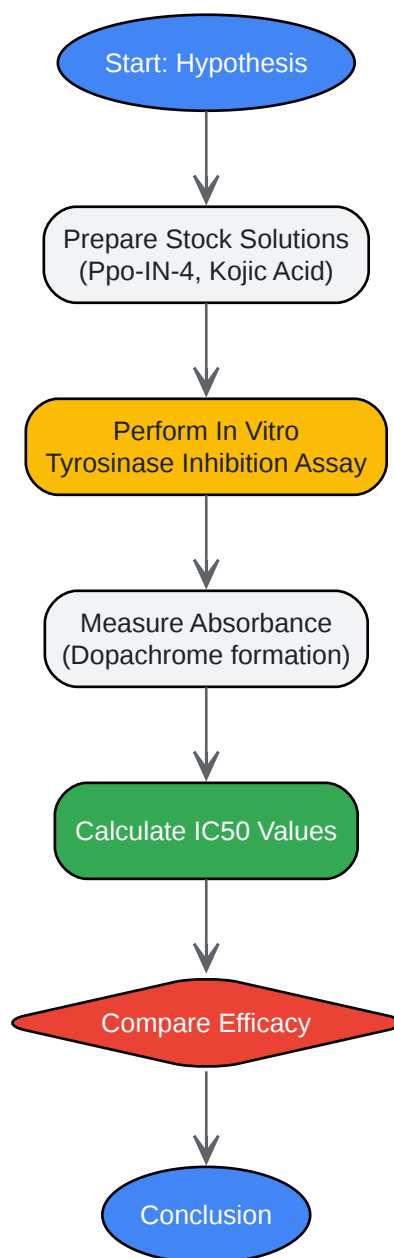 Start: Hypothesis
Prepare Stock Solutions
(Ppo-IN-4, Kojic Acid)
Perform In Vitro
Tyrosinase Inhibition Assay
Measure Absorbance
(Dopachrome formation)
Calculate IC50 Values
Compare Efficacy
Conclusion